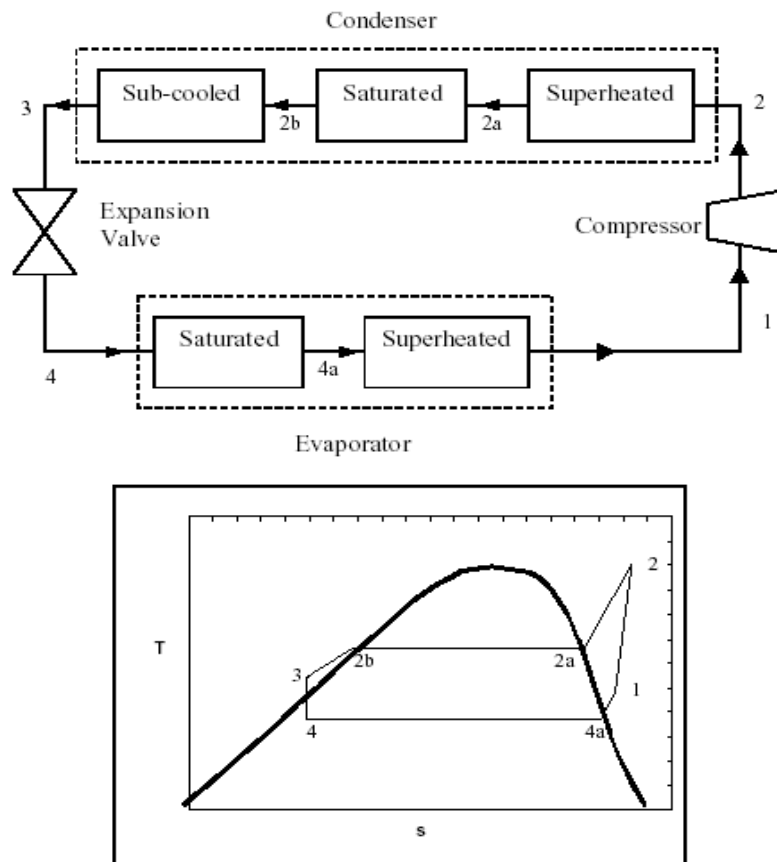 Condenser
Sub-cooled Saturated Superheated
3 2b 2a 2
Expansion
Valve
Compressor
Saturated Superheated
4 4a 1
Evaporator
T
2
2b 2a
3 1
4 4a
s